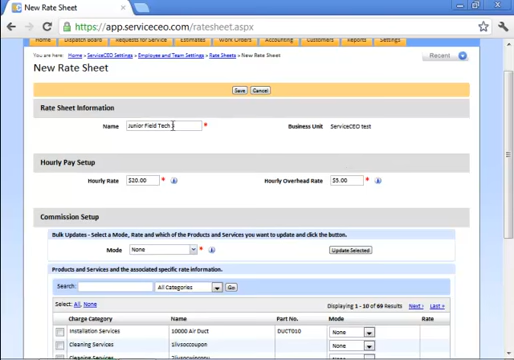 New Rate Sheet
https://app.serviceceo.com/ratesheet.aspx
Home Dispatch Board Requests for Service Estimates Work Orders Accounting Customers Reports Settings
You are here: Home » ServiceCEO Settings » Employee and Team Settings » Rate Sheets » New Rate Sheet
Recent
New Rate Sheet
Save Cancel
Rate Sheet Information
Name Junior Field Tech * Business Unit ServiceCEO test
Hourly Pay Setup
Hourly Rate $20.00 * Hourly Overhead Rate $5.00 *
Commission Setup
Bulk Updates - Select a Mode, Rate and which of the Products and Services you want to update and click the button.
Mode None * Update Selected
Products and Services and the associated specific rate information.
Search: All Categories Go
Select: All, None Displaying 1 - 10 of 69 Results Next › Last »
Charge Category Name Part No. Mode Rate
Installation Services 10000 Air Duct DUCT010 None
Cleaning Services 1livsoccoupon None
Cleaning Services None